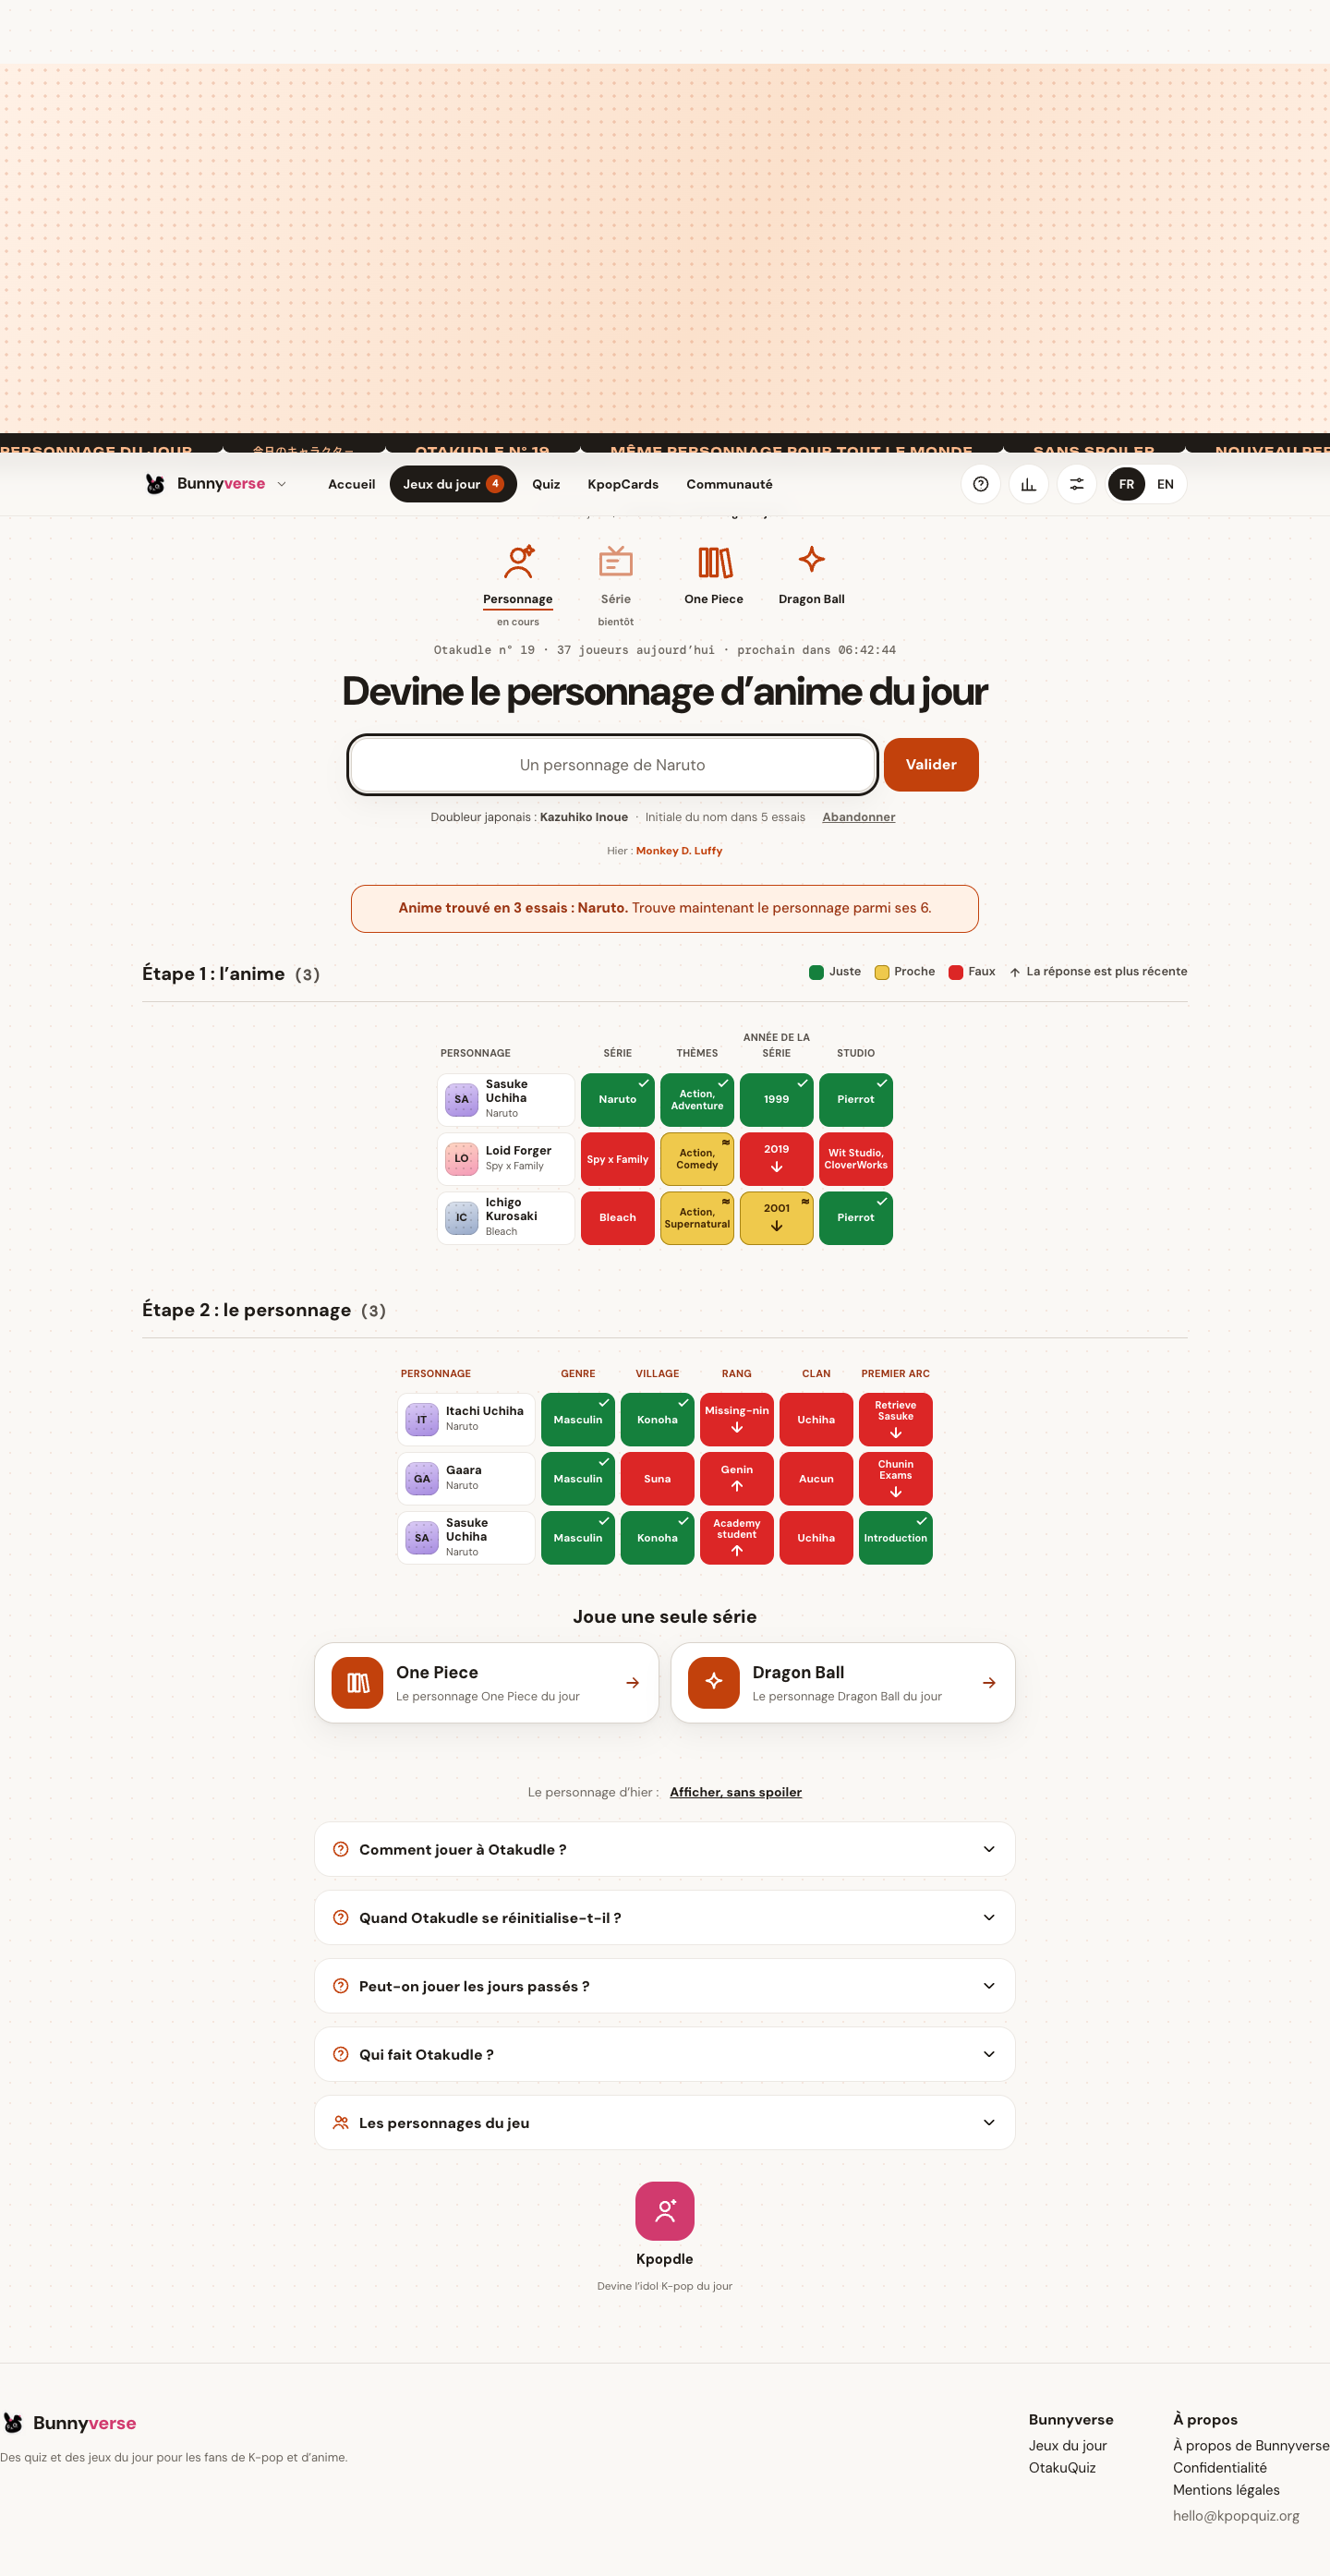 PERSONNAGE DU JOUR
今日のキャラクター
OTAKUDLE N° 19
MÊME PERSONNAGE POUR TOUT LE MONDE
SANS SPOILER
NOUVEAU PER
Bunnyverse
Accueil
Jeux du jour 4
Quiz
KpopCards
Communauté
FR
EN
Personnage
en cours
Série
bientôt
One Piece
Dragon Ball
Otakudle n° 19 · 37 joueurs aujourd’hui · prochain dans 06:42:44
Devine le personnage d’anime du jour
Un personnage de Naruto
Valider
Doubleur japonais : Kazuhiko Inoue · Initiale du nom dans 5 essais Abandonner
Hier : Monkey D. Luffy
Anime trouvé en 3 essais : Naruto. Trouve maintenant le personnage parmi ses 6.
Étape 1 : l’anime (3)
Juste
Proche
Faux
↑ La réponse est plus récente
PERSONNAGE
SÉRIE
THÈMES
ANNÉE DE LA
SÉRIE
STUDIO
SA
Sasuke
Uchiha
Naruto
Naruto
Action,
Adventure
1999
Pierrot
LO
Loid Forger
Spy x Family
Spy x Family
Action,
Comedy
≈
2019
↓
Wit Studio,
CloverWorks
IC
Ichigo
Kurosaki
Bleach
Bleach
Action,
Supernatural
≈
2001
↓
≈
Pierrot
Étape 2 : le personnage (3)
PERSONNAGE
GENRE
VILLAGE
RANG
CLAN
PREMIER ARC
IT
Itachi Uchiha
Naruto
Masculin
Konoha
Missing-nin
↓
Uchiha
Retrieve
Sasuke
↓
GA
Gaara
Naruto
Masculin
Suna
Genin
↑
Aucun
Chunin
Exams
↓
SA
Sasuke
Uchiha
Naruto
Masculin
Konoha
Academy
student
↑
Uchiha
Introduction
Joue une seule série
One Piece
Le personnage One Piece du jour
→
Dragon Ball
Le personnage Dragon Ball du jour
→
Le personnage d’hier : Afficher, sans spoiler
Comment jouer à Otakudle ?
Quand Otakudle se réinitialise-t-il ?
Peut-on jouer les jours passés ?
Qui fait Otakudle ?
Les personnages du jeu
Kpopdle
Devine l’idol K-pop du jour
Bunnyverse
Des quiz et des jeux du jour pour les fans de K-pop et d’anime.
Bunnyverse
Jeux du jour
OtakuQuiz
À propos
À propos de Bunnyverse
Confidentialité
Mentions légales
hello@kpopquiz.org